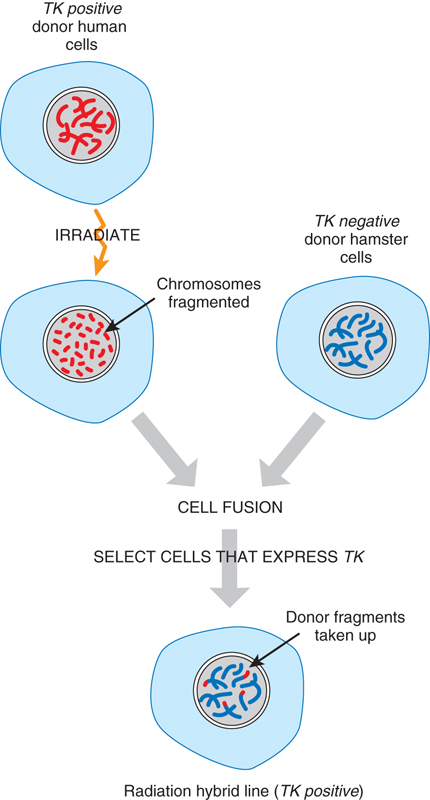 TK positive
donor human
cells
IRRADIATE
Chromosomes
fragmented
TK negative
donor hamster
cells
CELL FUSION
SELECT CELLS THAT EXPRESS TK
Donor fragments
taken up
Radiation hybrid line (TK positive)